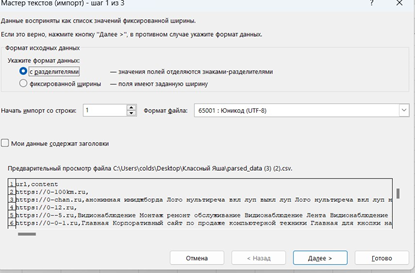 Мастер текстов (импорт) - шаг 1 из 3
?
Данные восприняты как список значений фиксированной ширины.
Если это верно, нажмите кнопку "Далее >", в противном случае укажите формат данных.
Формат исходных данных
Укажите формат данных:
с разделителями — значения полей отделяются знаками-разделителями
фиксированной ширины — поля имеют заданную ширину
Начать импорт со строки: 1 Формат файла: 65001 : Юникод (UTF-8)
Мои данные содержат заголовки
Предварительный просмотр файла C:\Users\colds\Desktop\Классный Яша\parsed_data (3) (2).csv.
1 url,content
2 https://0-100km.ru,
3 https://0-chan.ru,анонимная имиджборда Лого нультиреча вкл луп выкл луп Лого нультиреча вкл луп
4 https://0-12.ru,
5 https://0--5.ru,Видеонаблюдение Монтаж ремонт обслуживание Видеонаблюдение Лента Видеонаблюдение
6 https://0-0-1.ru,Главная Корпоративный сайт по продаже компьютерной техники Главная Для кнопки на
Отмена < Назад Далее > Готово